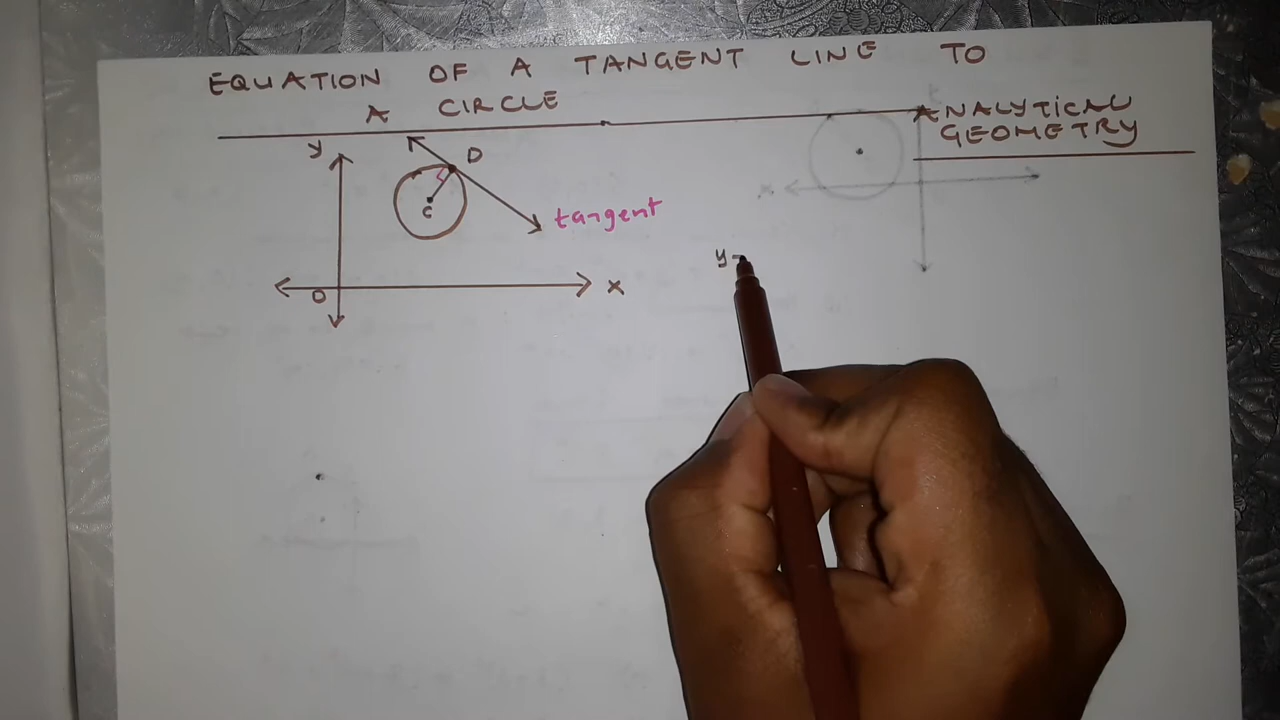 EQUATION OF A TANGENT LINE TO
A CIRCLE
ANALYTICAL
GEOMETRY
y
D
C
tangent
O
x
y-
x